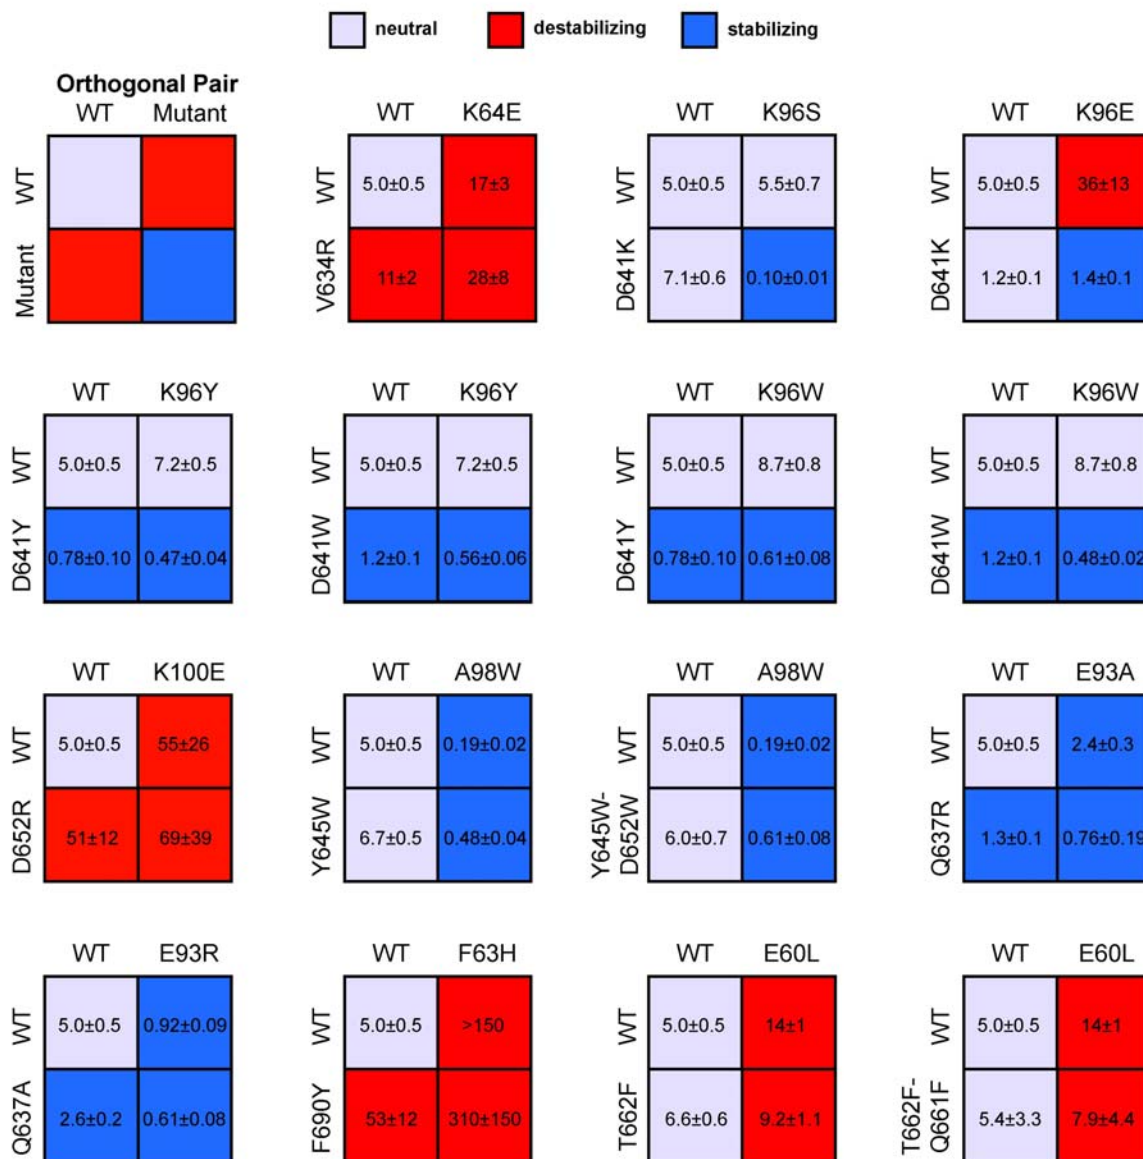 neutral destabilizing stabilizing
Orthogonal Pair
WT Mutant WT K64E WT K96S WT K96E
WT WT 5.0±0.5 17±3 WT 5.0±0.5 5.5±0.7 WT 5.0±0.5 36±13
Mutant V634R 11±2 28±8 D641K 7.1±0.6 0.10±0.01 D641K 1.2±0.1 1.4±0.1
WT K96Y WT K96Y WT K96W WT K96W
WT 5.0±0.5 7.2±0.5 WT 5.0±0.5 7.2±0.5 WT 5.0±0.5 8.7±0.8 WT 5.0±0.5 8.7±0.8
D641Y 0.78±0.10 0.47±0.04 D641W 1.2±0.1 0.56±0.06 D641Y 0.78±0.10 0.61±0.08 D641W 1.2±0.1 0.48±0.02
WT K100E WT A98W WT A98W WT E93A
WT 5.0±0.5 55±26 WT 5.0±0.5 0.19±0.02 WT 5.0±0.5 0.19±0.02 WT 5.0±0.5 2.4±0.3
D652R 51±12 69±39 Y645W 6.7±0.5 0.48±0.04 Y645W-
D652W 6.0±0.7 0.61±0.08 Q637R 1.3±0.1 0.76±0.19
WT E93R WT F63H WT E60L WT E60L
WT 5.0±0.5 0.92±0.09 WT 5.0±0.5 >150 WT 5.0±0.5 14±1 WT 5.0±0.5 14±1
Q637A 2.6±0.2 0.61±0.08 F690Y 53±12 310±150 T662F 6.6±0.6 9.2±1.1 T662F-
Q661F 5.4±3.3 7.9±4.4